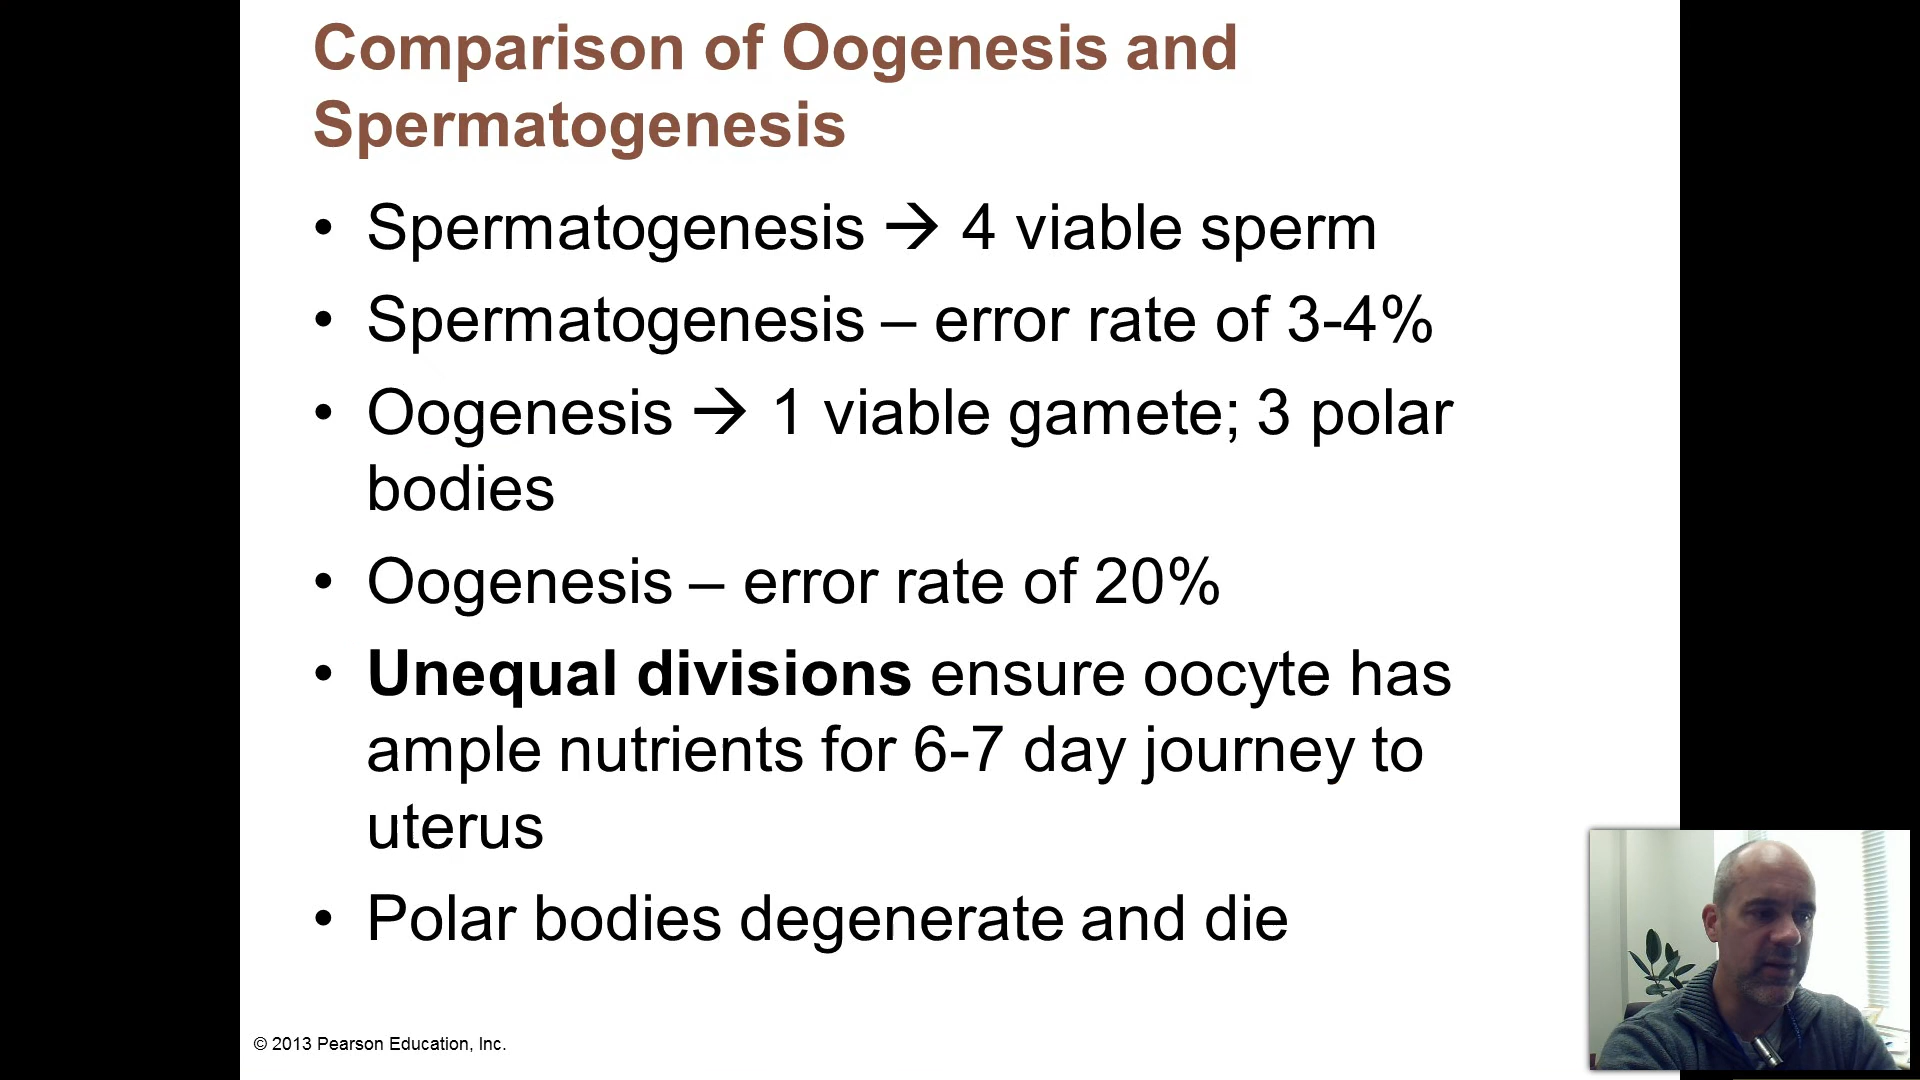 Comparison of Oogenesis and
Spermatogenesis
• Spermatogenesis → 4 viable sperm
• Spermatogenesis – error rate of 3-4%
• Oogenesis → 1 viable gamete; 3 polar
bodies
• Oogenesis – error rate of 20%
• Unequal divisions ensure oocyte has
ample nutrients for 6-7 day journey to
uterus
• Polar bodies degenerate and die
© 2013 Pearson Education, Inc.